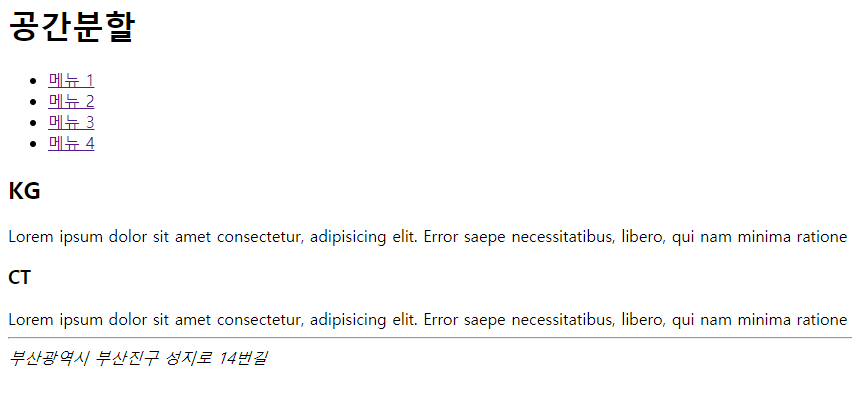 공간분할
메뉴 1
메뉴 2
메뉴 3
메뉴 4
KG
Lorem ipsum dolor sit amet consectetur, adipisicing elit. Error saepe necessitatibus, libero, qui nam minima ratione
CT
Lorem ipsum dolor sit amet consectetur, adipisicing elit. Error saepe necessitatibus, libero, qui nam minima ratione
부산광역시 부산진구 성지로 14번길